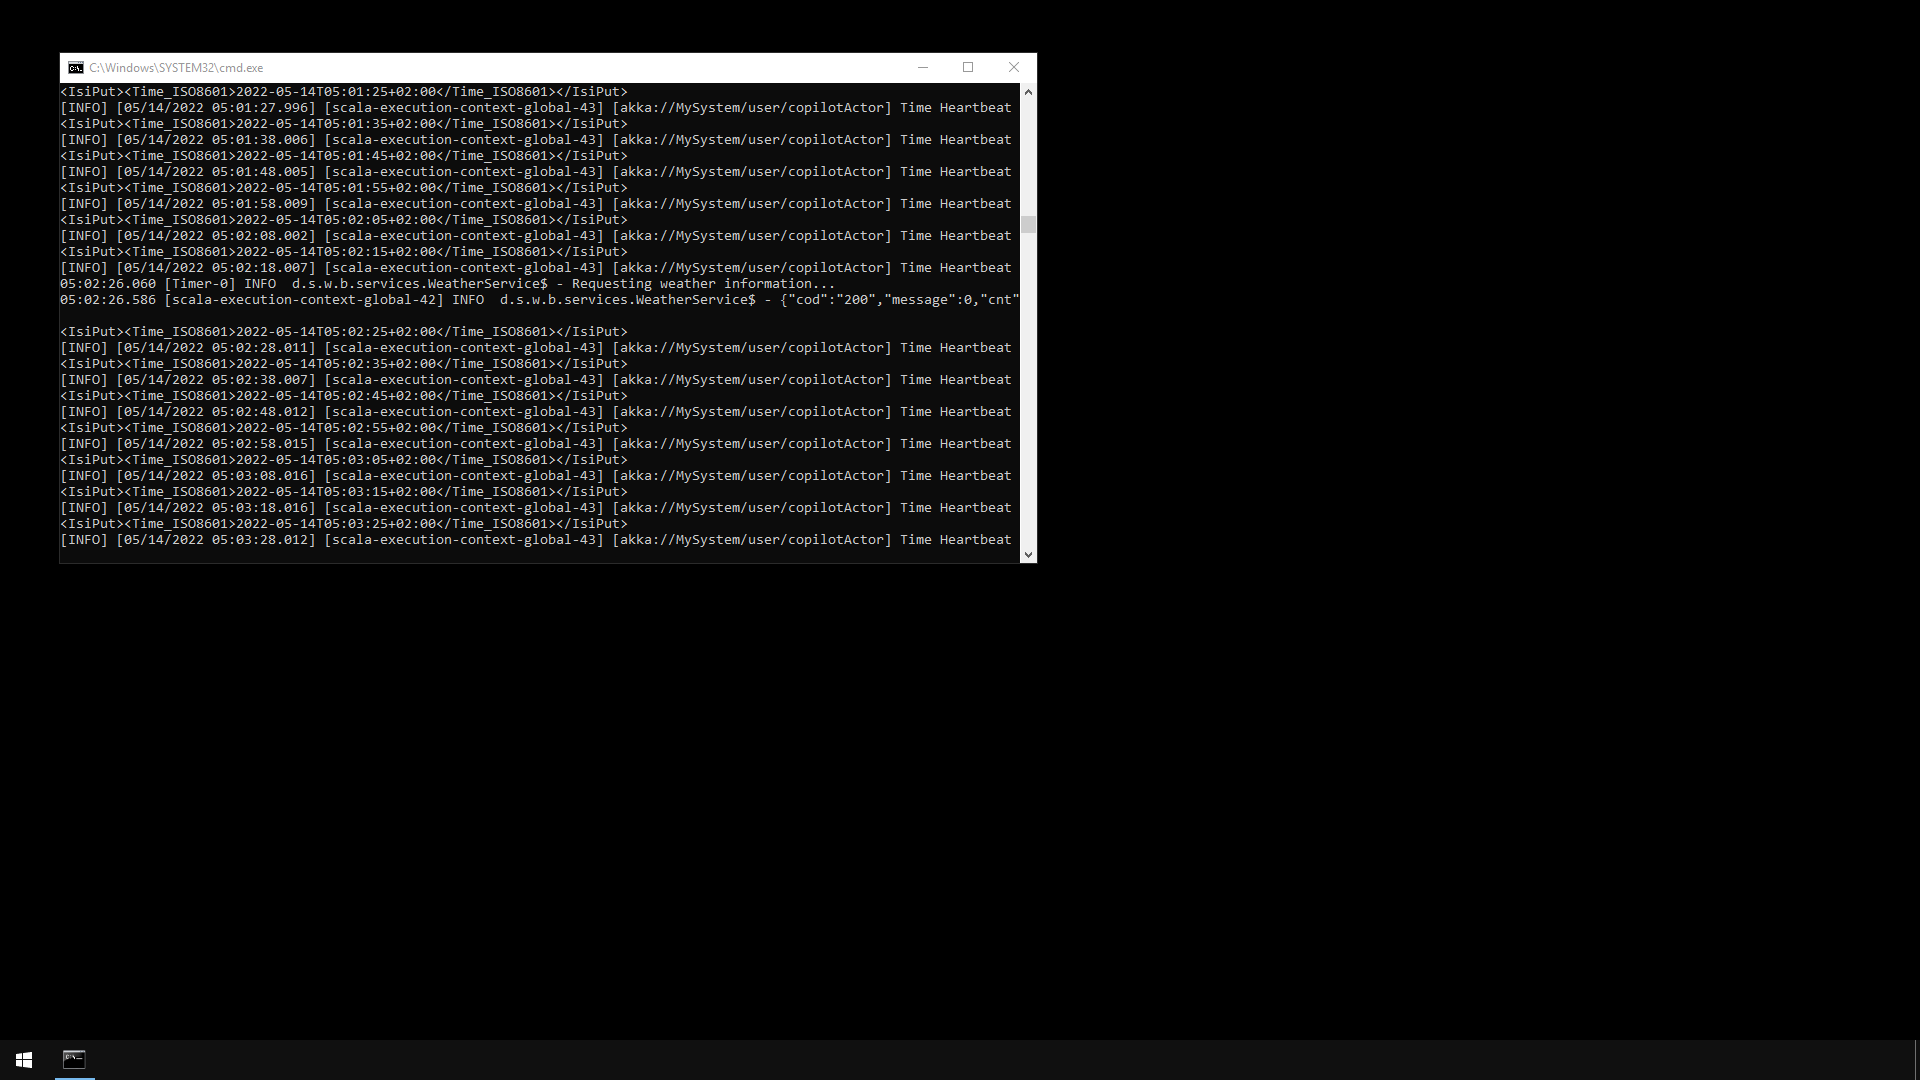 C:\Windows\SYSTEM32\cmd.exe
<IsiPut><Time_ISO8601>2022-05-14T05:01:25+02:00</Time_ISO8601></IsiPut>
[INFO] [05/14/2022 05:01:27.996] [scala-execution-context-global-43] [akka://MySystem/user/copilotActor] Time Heartbeat
<IsiPut><Time_ISO8601>2022-05-14T05:01:35+02:00</Time_ISO8601></IsiPut>
[INFO] [05/14/2022 05:01:38.006] [scala-execution-context-global-43] [akka://MySystem/user/copilotActor] Time Heartbeat
<IsiPut><Time_ISO8601>2022-05-14T05:01:45+02:00</Time_ISO8601></IsiPut>
[INFO] [05/14/2022 05:01:48.005] [scala-execution-context-global-43] [akka://MySystem/user/copilotActor] Time Heartbeat
<IsiPut><Time_ISO8601>2022-05-14T05:01:55+02:00</Time_ISO8601></IsiPut>
[INFO] [05/14/2022 05:01:58.009] [scala-execution-context-global-43] [akka://MySystem/user/copilotActor] Time Heartbeat
<IsiPut><Time_ISO8601>2022-05-14T05:02:05+02:00</Time_ISO8601></IsiPut>
[INFO] [05/14/2022 05:02:08.002] [scala-execution-context-global-43] [akka://MySystem/user/copilotActor] Time Heartbeat
<IsiPut><Time_ISO8601>2022-05-14T05:02:15+02:00</Time_ISO8601></IsiPut>
[INFO] [05/14/2022 05:02:18.007] [scala-execution-context-global-43] [akka://MySystem/user/copilotActor] Time Heartbeat
05:02:26.060 [Timer-0] INFO  d.s.w.b.services.WeatherService$ - Requesting weather information...
05:02:26.586 [scala-execution-context-global-42] INFO  d.s.w.b.services.WeatherService$ - {"cod":"200","message":0,"cnt"
<IsiPut><Time_ISO8601>2022-05-14T05:02:25+02:00</Time_ISO8601></IsiPut>
[INFO] [05/14/2022 05:02:28.011] [scala-execution-context-global-43] [akka://MySystem/user/copilotActor] Time Heartbeat
<IsiPut><Time_ISO8601>2022-05-14T05:02:35+02:00</Time_ISO8601></IsiPut>
[INFO] [05/14/2022 05:02:38.007] [scala-execution-context-global-43] [akka://MySystem/user/copilotActor] Time Heartbeat
<IsiPut><Time_ISO8601>2022-05-14T05:02:45+02:00</Time_ISO8601></IsiPut>
[INFO] [05/14/2022 05:02:48.012] [scala-execution-context-global-43] [akka://MySystem/user/copilotActor] Time Heartbeat
<IsiPut><Time_ISO8601>2022-05-14T05:02:55+02:00</Time_ISO8601></IsiPut>
[INFO] [05/14/2022 05:02:58.015] [scala-execution-context-global-43] [akka://MySystem/user/copilotActor] Time Heartbeat
<IsiPut><Time_ISO8601>2022-05-14T05:03:05+02:00</Time_ISO8601></IsiPut>
[INFO] [05/14/2022 05:03:08.016] [scala-execution-context-global-43] [akka://MySystem/user/copilotActor] Time Heartbeat
<IsiPut><Time_ISO8601>2022-05-14T05:03:15+02:00</Time_ISO8601></IsiPut>
[INFO] [05/14/2022 05:03:18.016] [scala-execution-context-global-43] [akka://MySystem/user/copilotActor] Time Heartbeat
<IsiPut><Time_ISO8601>2022-05-14T05:03:25+02:00</Time_ISO8601></IsiPut>
[INFO] [05/14/2022 05:03:28.012] [scala-execution-context-global-43] [akka://MySystem/user/copilotActor] Time Heartbeat